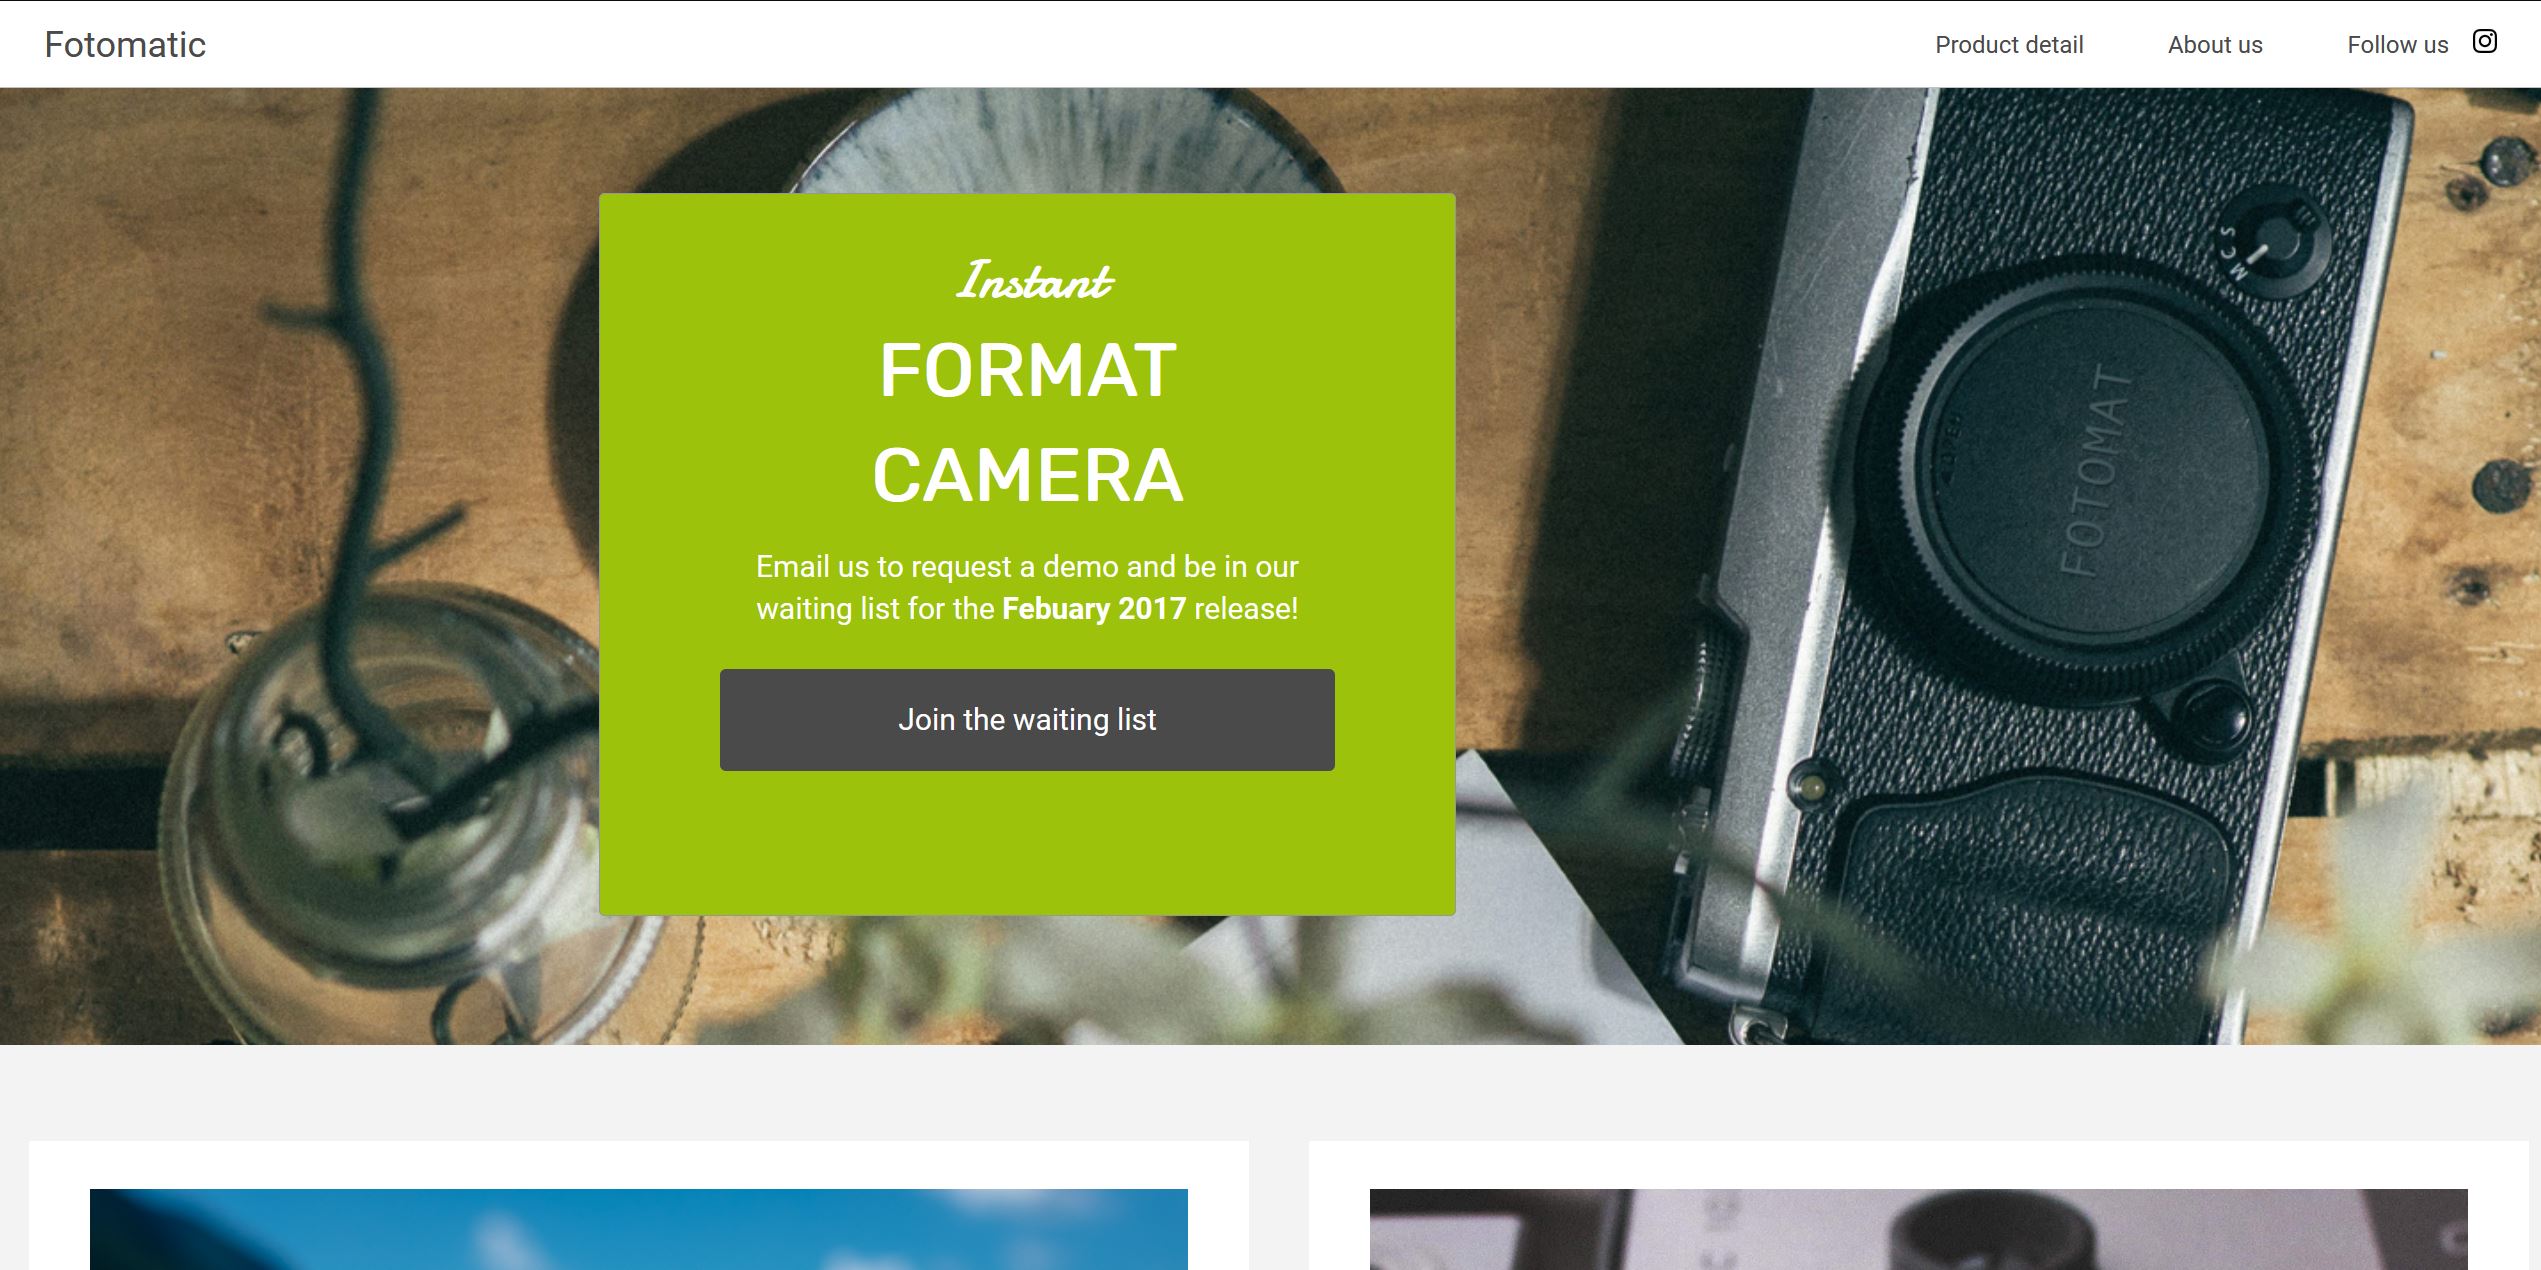 Fotomatic
Product detail
About us
Follow us
Instant
FORMAT
CAMERA
Email us to request a demo and be in our
waiting list for the Febuary 2017 release!
Join the waiting list
M C S
FOTOMAT